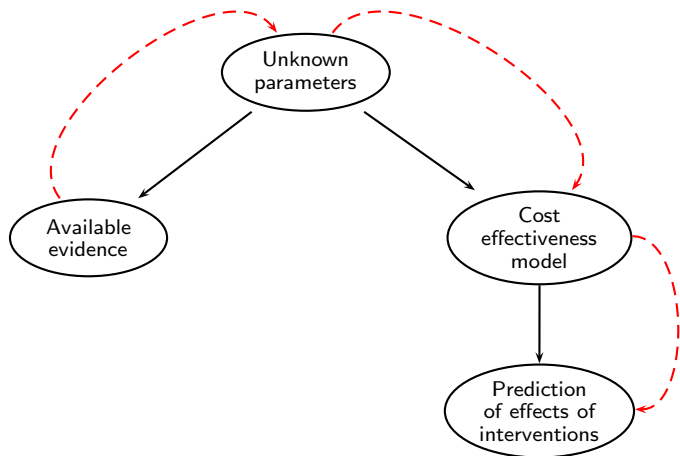 Unknown
parameters
Available
evidence
Cost
effectiveness
model
Prediction
of effects of
interventions